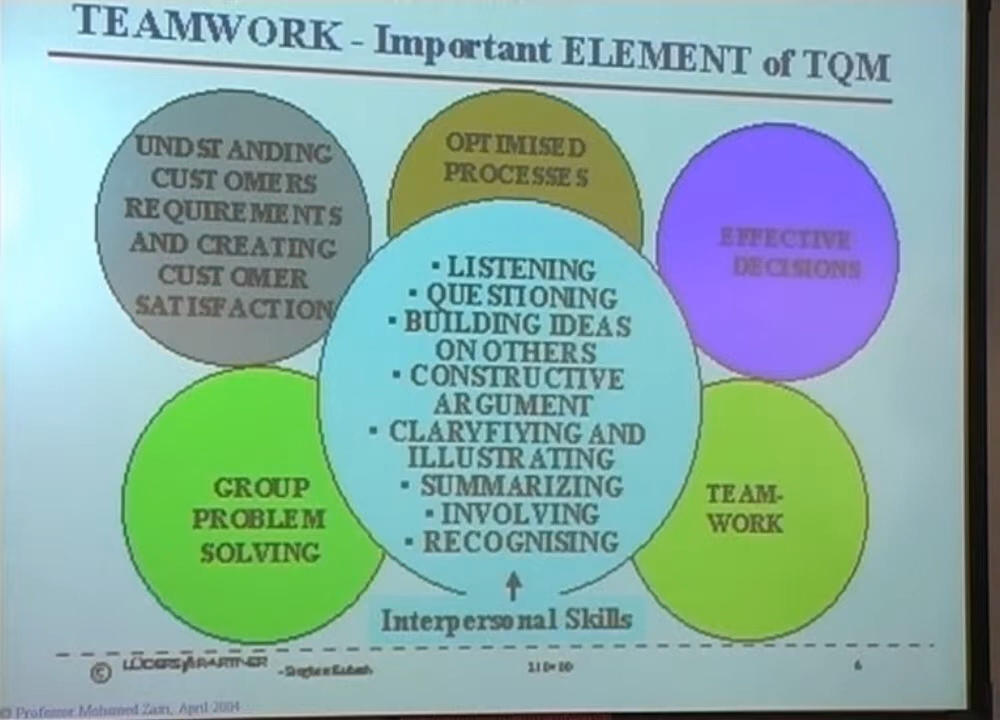 TEAMWORK - Important ELEMENT of TQM
UNDSTANDING
CUSTOMERS
REQUIREMENTS
AND CREATING
CUSTOMER
SATISFACTION
OPTIMISED
PROCESSES
EFFECTIVE
DECISIONS
▪ LISTENING
▪ QUESTIONING
▪ BUILDING IDEAS
ON OTHERS
▪ CONSTRUCTIVE
ARGUMENT
▪ CLARYFIYING AND
ILLUSTRATING
▪ SUMMARIZING
▪ INVOLVING
▪ RECOGNISING
GROUP
PROBLEM
SOLVING
TEAM-
WORK
Interpersonal Skills
©
6
© Professor Mohamed Zairi, April 2004